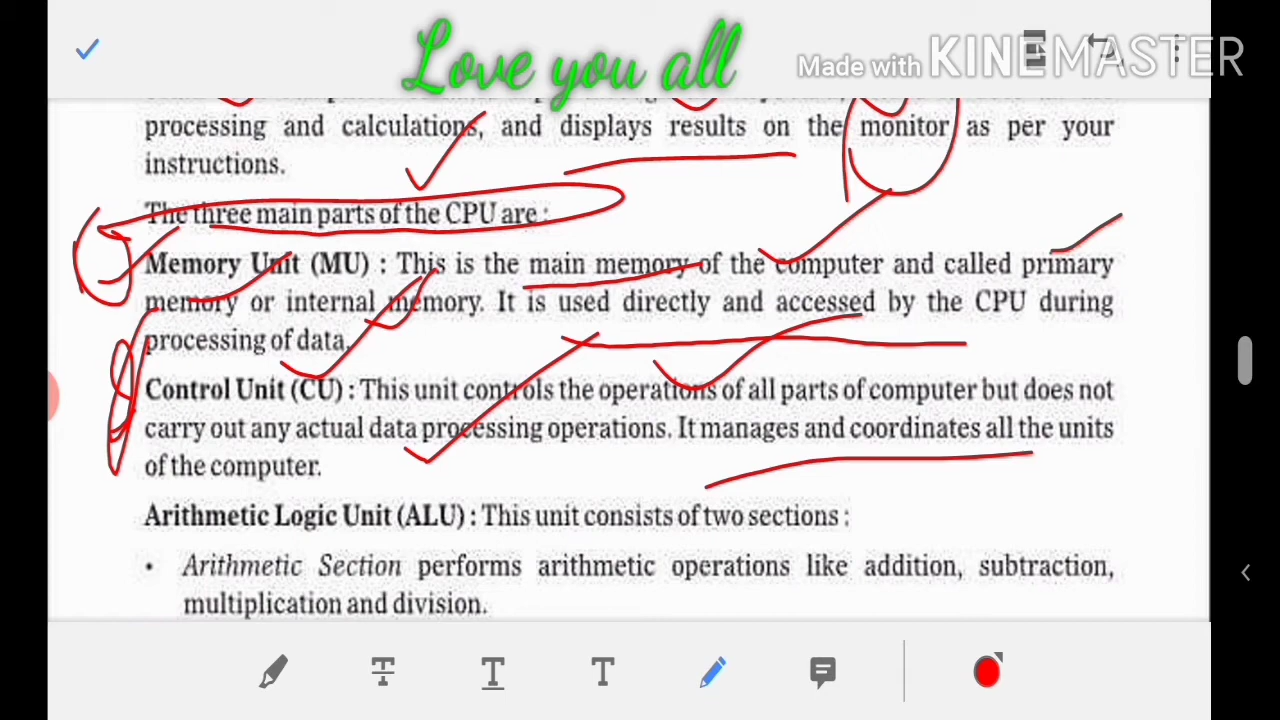 Love you all
Made with KINEMASTER
processing and calculations, and displays results on the monitor as per your
instructions.
The three main parts of the CPU are :
Memory Unit (MU) : This is the main memory of the computer and called primary
memory or internal memory. It is used directly and accessed by the CPU during
processing of data.
Control Unit (CU) : This unit controls the operations of all parts of computer but does not
carry out any actual data processing operations. It manages and coordinates all the units
of the computer.
Arithmetic Logic Unit (ALU) : This unit consists of two sections :
• Arithmetic Section performs arithmetic operations like addition, subtraction,
multiplication and division.